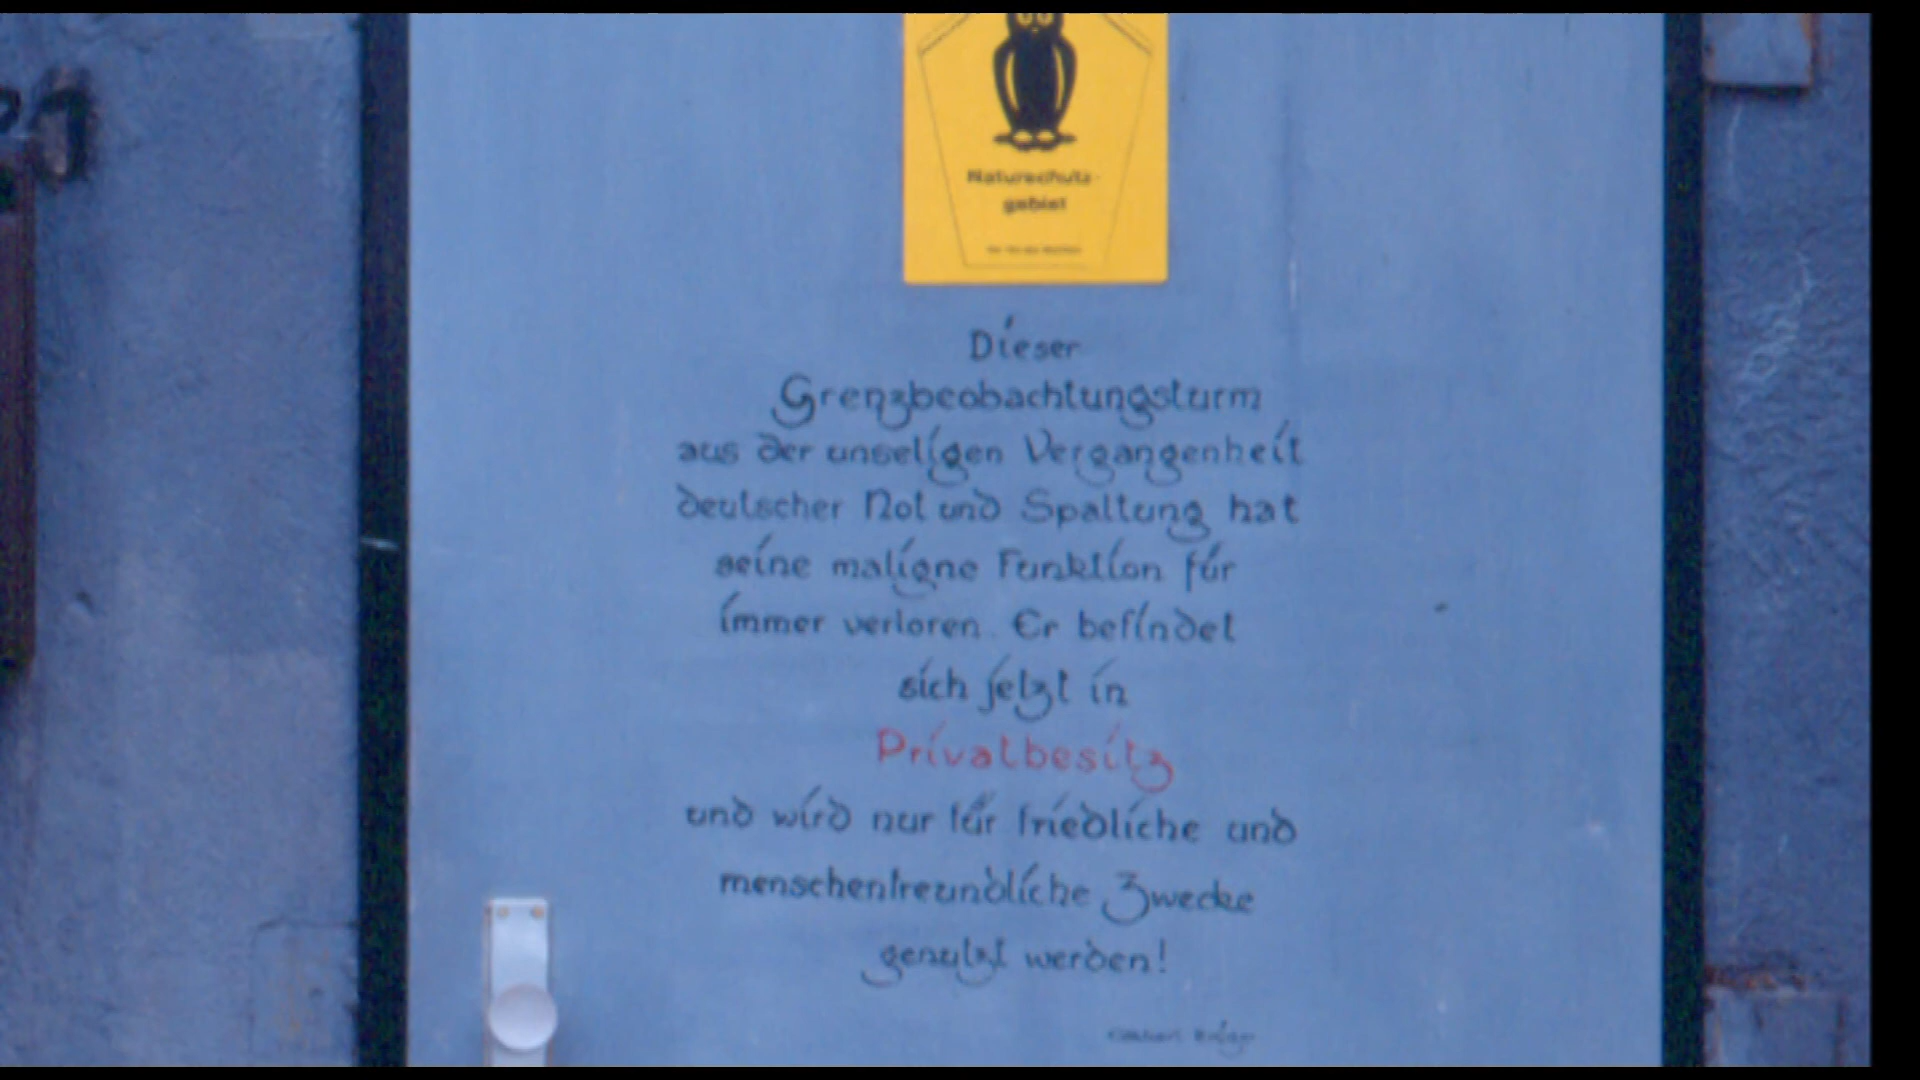 Naturschutz-
gebiet
Dieser
Grenzbeobachtungsturm
aus der unseligen Vergangenheit
deutscher Not und Spaltung hat
seine maligne Funktion für
immer verloren. Er befindet
sich jetzt in
Privatbesitz
und wird nur für friedliche und
menschenfreundliche Zwecke
genutzt werden!